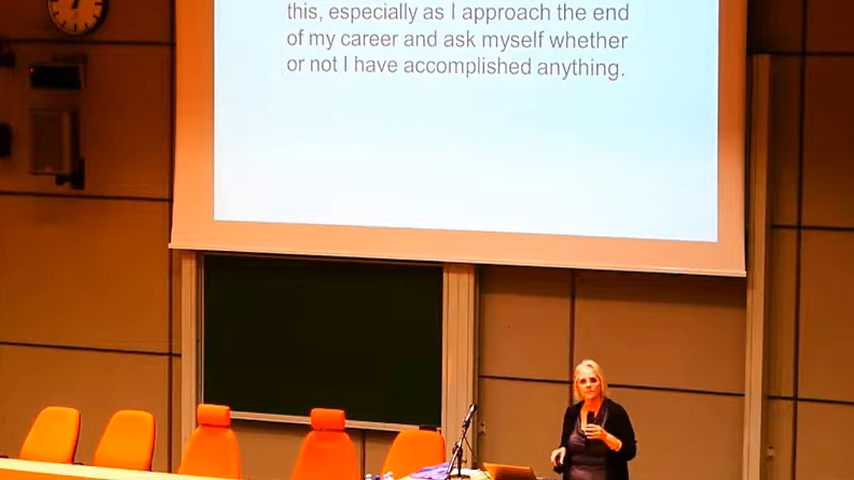 this, especially as I approach the end
of my career and ask myself whether
or not I have accomplished anything.